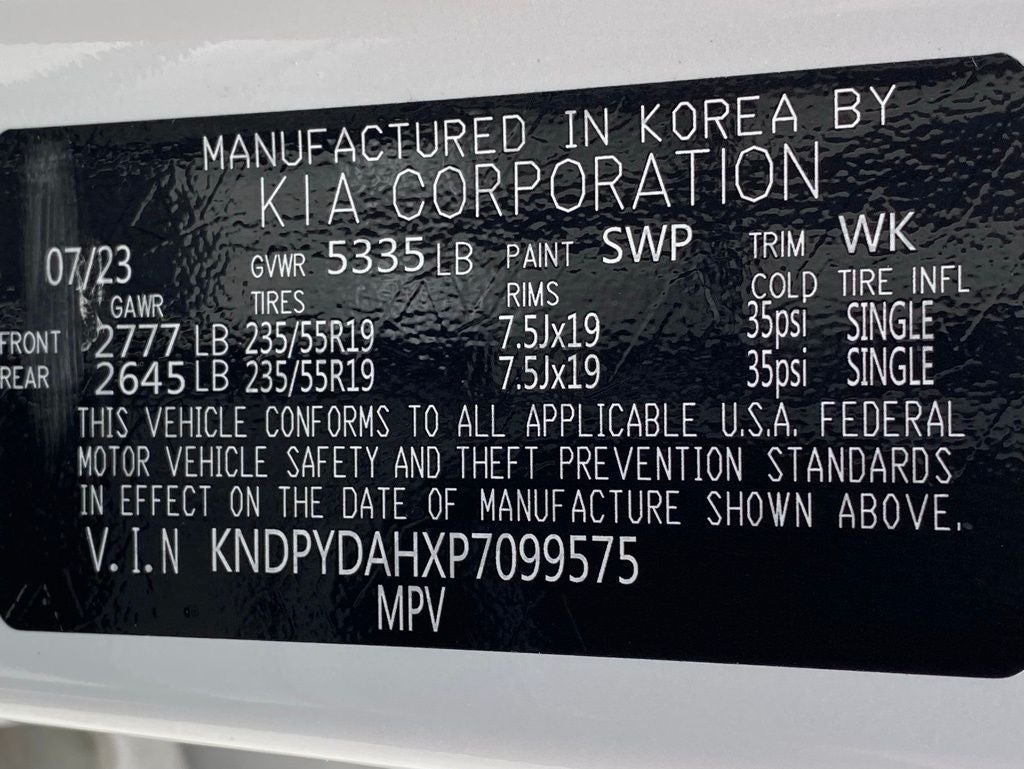 MANUFACTURED IN KOREA BY
KIA CORPORATION
07/23 GVWR 5335 LB PAINT SWP TRIM WK
GAWR TIRES RIMS COLD TIRE INFL
FRONT 2777 LB 235/55R19 7.5Jx19 35psi SINGLE
REAR 2645 LB 235/55R19 7.5Jx19 35psi SINGLE
THIS VEHICLE CONFORMS TO ALL APPLICABLE U.S.A. FEDERAL
MOTOR VEHICLE SAFETY AND THEFT PREVENTION STANDARDS
IN EFFECT ON THE DATE OF MANUFACTURE SHOWN ABOVE.
V.I.N KNDPYDAHXP7099575
MPV